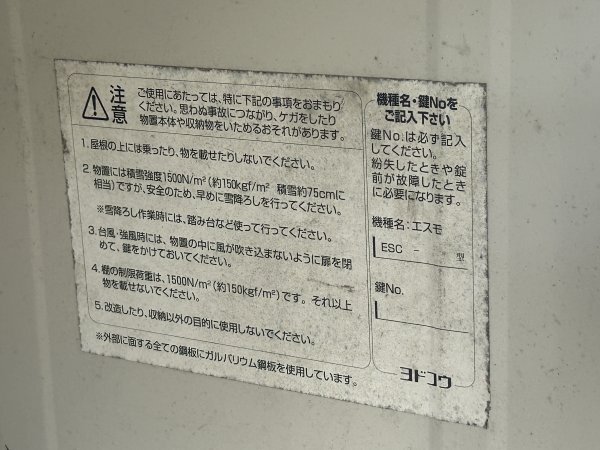 注意
ご使用にあたっては、特に下記の事項をおまもり
ください。思わぬ事故につながり、ケガをしたり
物置本体や収納物をいためるおそれがあります。
1. 屋根の上には乗ったり、物を載せたりしないでください。
2. 物置には積雪強度1500N/m²(約150kgf/m² 積雪約75cmに
相当)ですが、安全のため、早めに雪降ろしを行ってください。
※雪降ろし作業時には、踏み台など使って行ってください。
3. 台風・強風時には、物置の中に風が吹き込まないように扉を閉
めて、鍵をかけておいてください。
4. 棚の制限荷重は、1500N/m²(約150kgf/m²)です。それ以上
物を載せないでください。
5. 改造したり、収納以外の目的に使用しないでください。
※外部に面する全ての鋼板にガルバリウム鋼板を使用しています。
機種名・鍵Noを
ご記入下さい
鍵No.は必ず記入
してください。
紛失したときや錠
前が故障したとき
に必要になります。
機種名:エスモ
ESC - 型
鍵No.
ヨドコウ